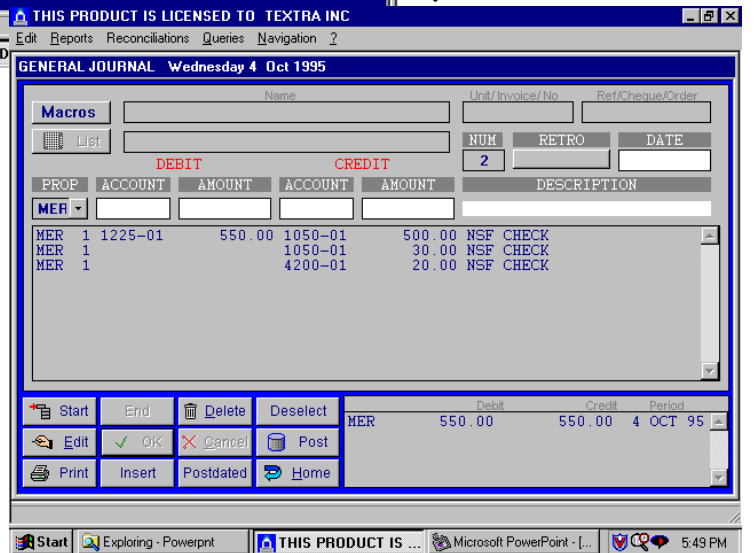 THIS PRODUCT IS LICENSED TO TEXTRA INC
Edit Reports Reconciliations Queries Navigation ?
D
GENERAL JOURNAL Wednesday 4 Oct 1995
Name Unit/Invoice/No Ref/Cheque/Order
Macros
List NUM RETRO DATE
DEBIT CREDIT 2
PROP ACCOUNT AMOUNT ACCOUNT AMOUNT DESCRIPTION
MER
MER 1 1225-01 550.00 1050-01 500.00 NSF CHECK
MER 1 1050-01 30.00 NSF CHECK
MER 1 4200-01 20.00 NSF CHECK
Start End Delete Deselect Debit Credit Period
MER 550.00 550.00 4 OCT 95
Edit OK Cancel Post
Print Insert Postdated Home
Start Exploring - Powerpnt THIS PRODUCT IS ... Microsoft PowerPoint - [... 5:49 PM